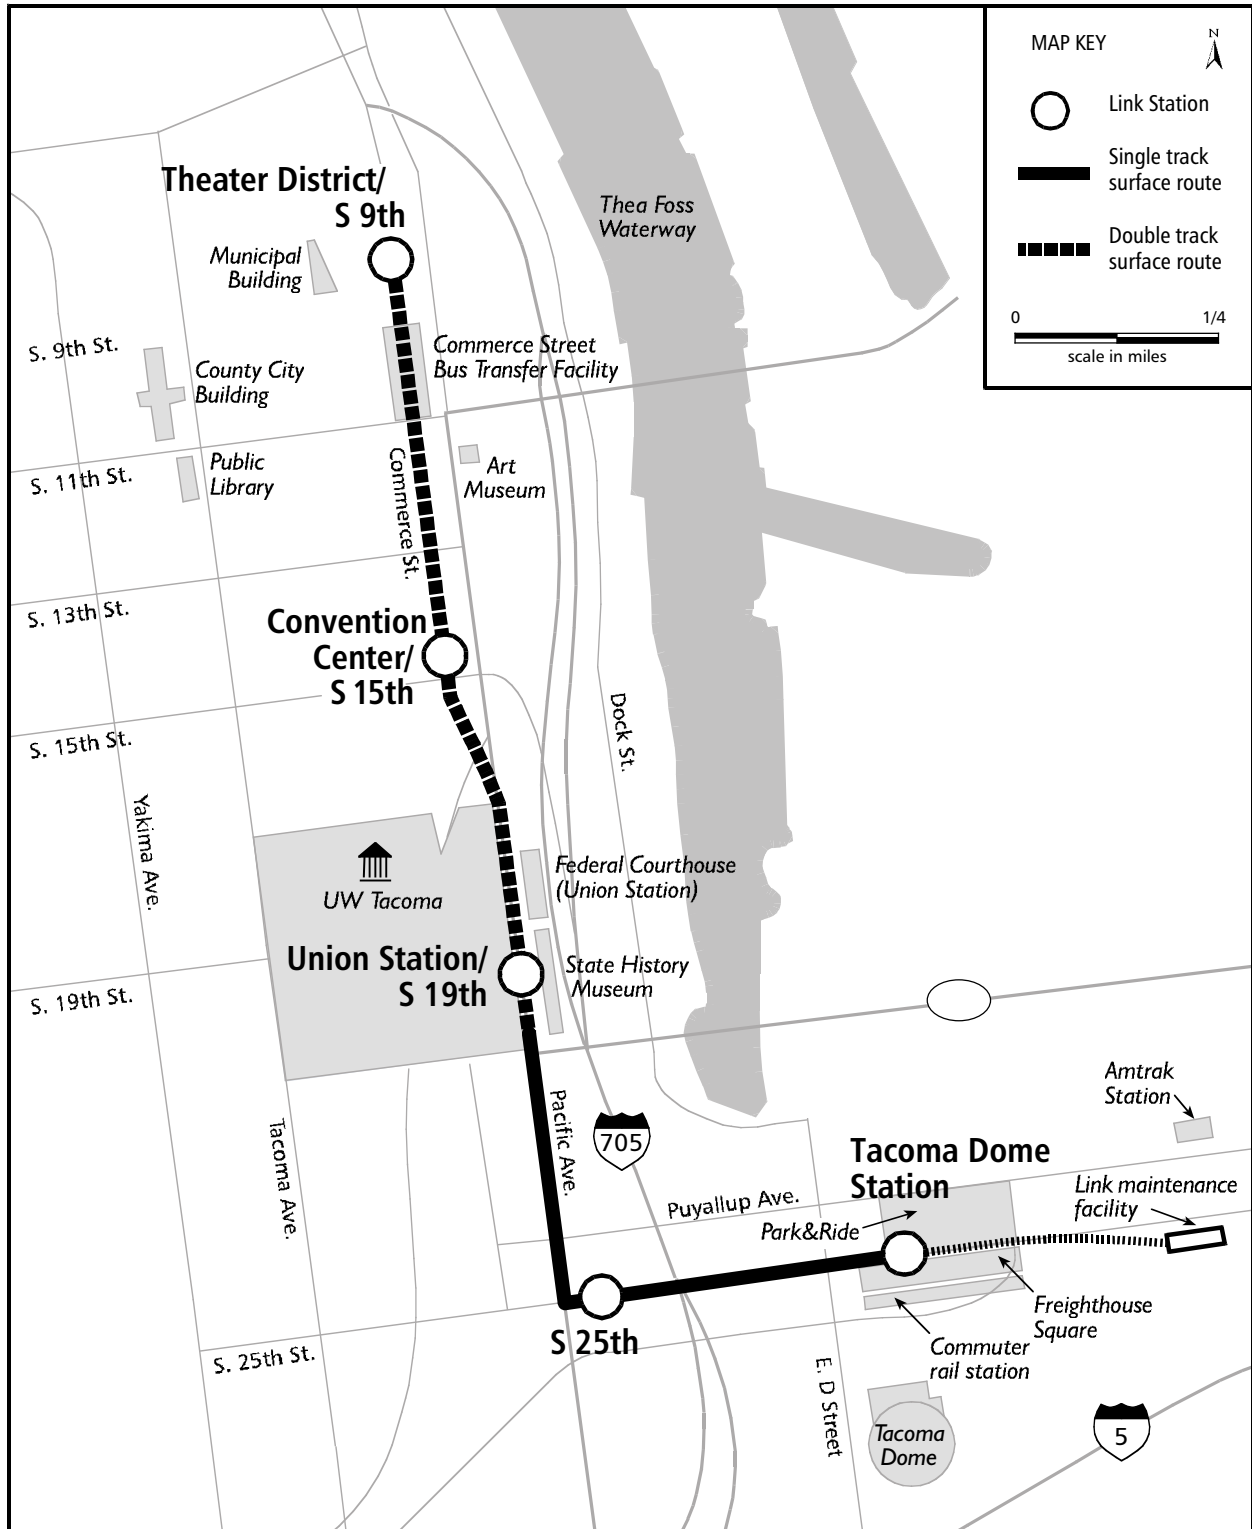 MAP KEY
N
Link Station
Single track
surface route
Double track
surface route
0 1/4
scale in miles
Theater District/
S 9th
Thea Foss
Waterway
Municipal
Building
S. 9th St.
Commerce Street
Bus Transfer Facility
County City
Building
S. 11th St.
Public
Library
Commerce St.
Art
Museum
S. 13th St.
Convention
Center/
S 15th
S. 15th St.
Dock St.
Yakima Ave.
UW Tacoma
Federal Courthouse
(Union Station)
Union Station/
S 19th
State History
Museum
S. 19th St.
Amtrak
Station
Tacoma Ave.
Pacific Ave.
705
Tacoma Dome
Station
Puyallup Ave.
Park&Ride
Link maintenance
facility
Freighthouse
Square
S 25th
Commuter
rail station
S. 25th St.
E. D Street
Tacoma
Dome
5